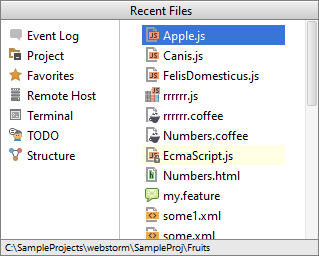 Recent Files
Event Log
Project
Favorites
Remote Host
Terminal
TODO
Structure
Apple.js
Canis.js
FelisDomesticus.js
rrrrrr.js
rrrrrr.coffee
Numbers.coffee
EcmaScript.js
Numbers.html
my.feature
some1.xml
some.xml
C:\SampleProjects\webstorm\SampleProj\Fruits